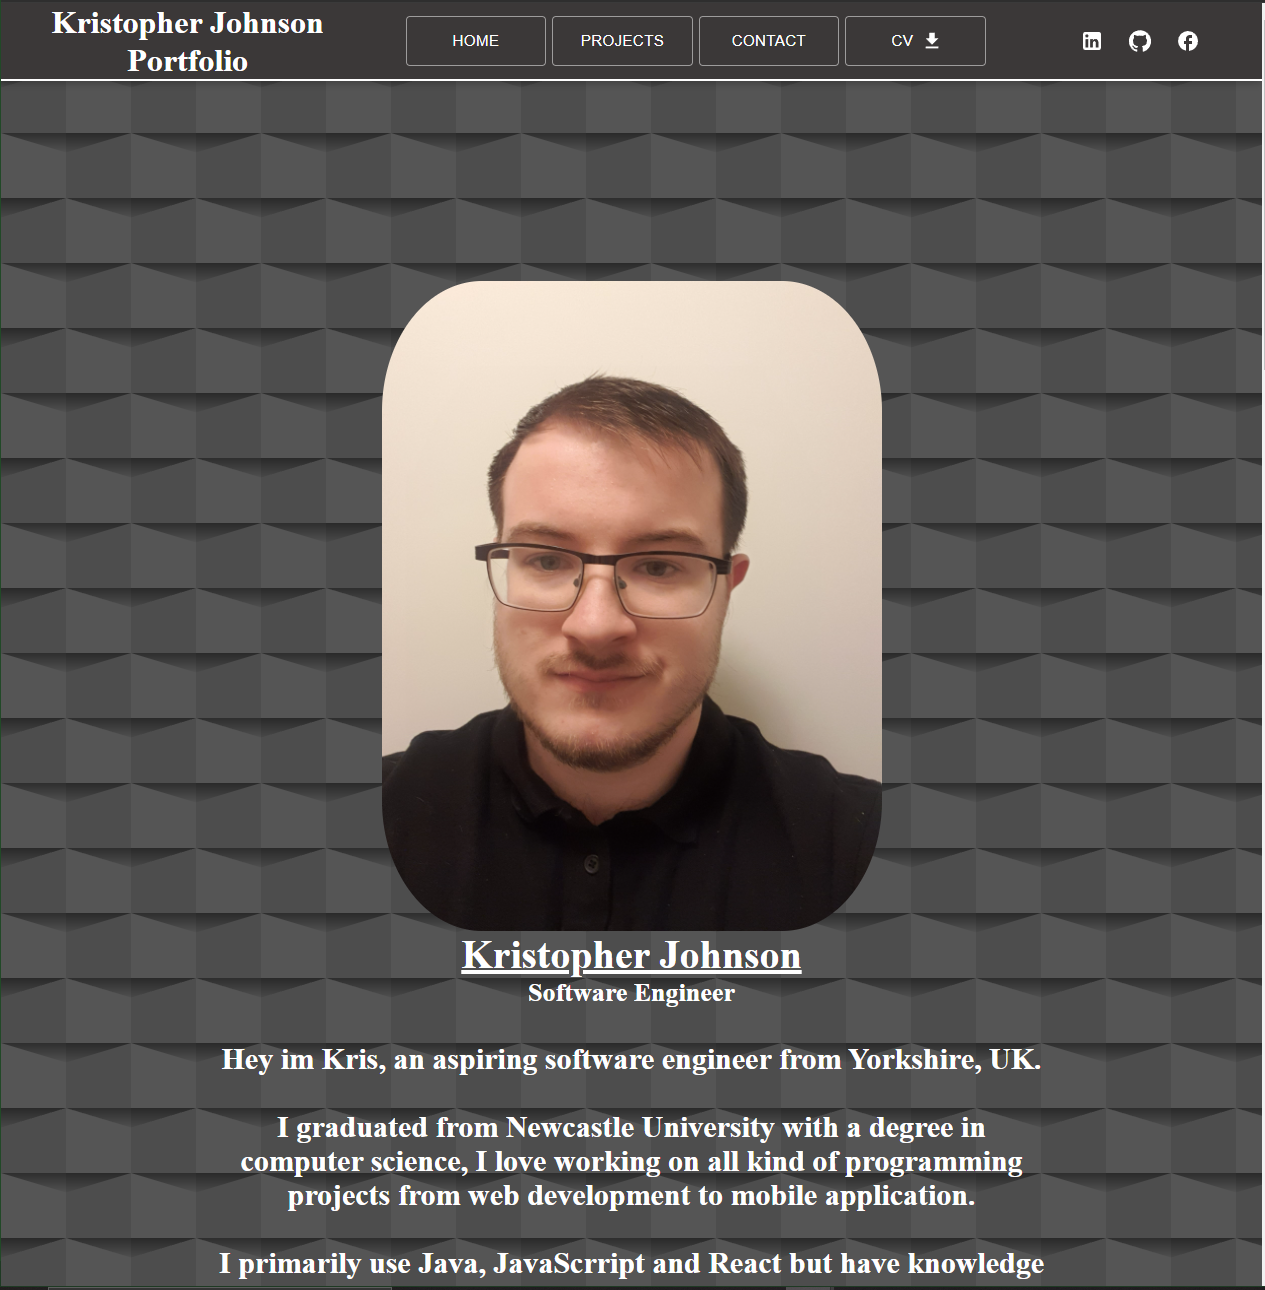 Kristopher Johnson
Portfolio
HOME
PROJECTS
CONTACT
CV
Kristopher Johnson
Software Engineer
Hey im Kris, an aspiring software engineer from Yorkshire, UK.
I graduated from Newcastle University with a degree in
computer science, I love working on all kind of programming
projects from web development to mobile application.
I primarily use Java, JavaScrript and React but have knowledge